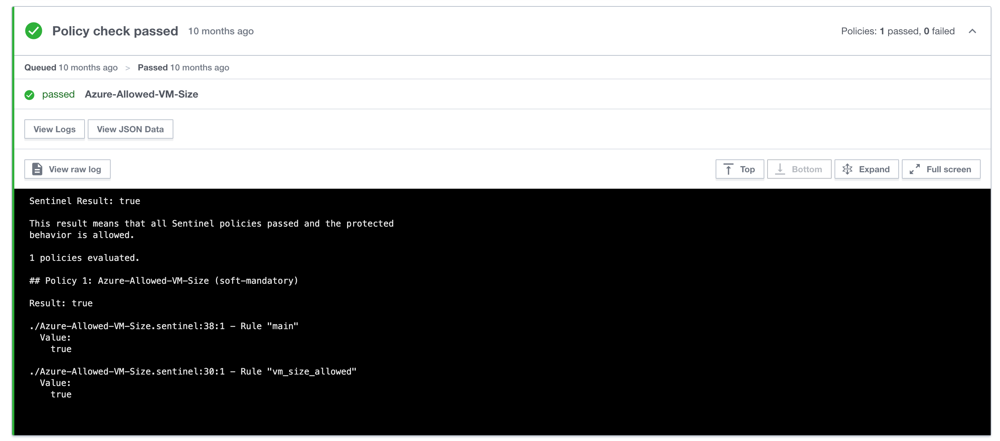 Policy check passed 10 months ago Policies: 1 passed, 0 failed
Queued 10 months ago > Passed 10 months ago
passed Azure-Allowed-VM-Size
View Logs View JSON Data
View raw log Top Bottom Expand Full screen
Sentinel Result: true
This result means that all Sentinel policies passed and the protected
behavior is allowed.
1 policies evaluated.
## Policy 1: Azure-Allowed-VM-Size (soft-mandatory)
Result: true
./Azure-Allowed-VM-Size.sentinel:38:1 - Rule "main"
Value:
true
./Azure-Allowed-VM-Size.sentinel:30:1 - Rule "vm_size_allowed"
Value:
true